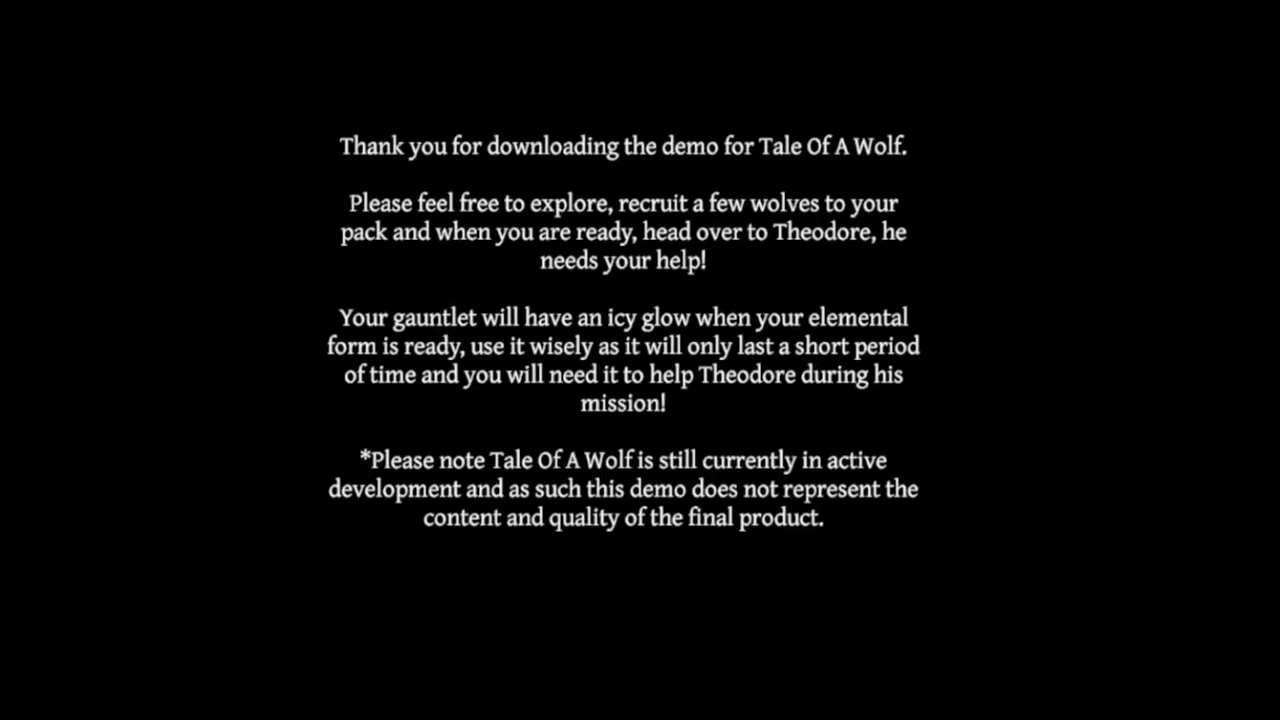 Thank you for downloading the demo for Tale Of A Wolf.
Please feel free to explore, recruit a few wolves to your
pack and when you are ready, head over to Theodore, he
needs your help!
Your gauntlet will have an icy glow when your elemental
form is ready, use it wisely as it will only last a short period
of time and you will need it to help Theodore during his
mission!
*Please note Tale Of A Wolf is still currently in active
development and as such this demo does not represent the
content and quality of the final product.